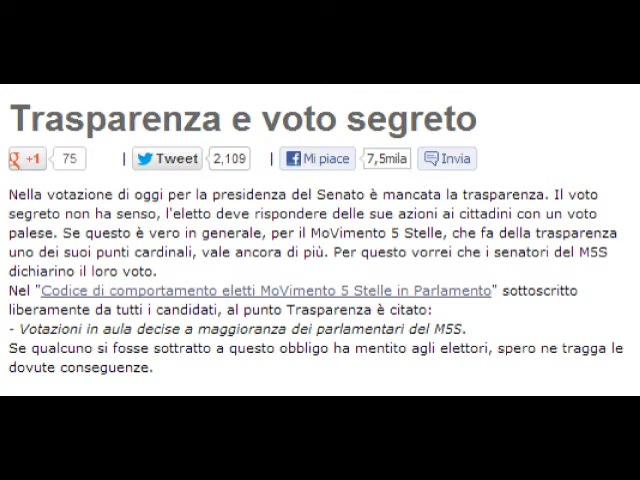 Trasparenza e voto segreto
g +1 75 | Tweet 2,109 | Mi piace 7,5mila Invia
Nella votazione di oggi per la presidenza del Senato è mancata la trasparenza. Il voto
segreto non ha senso, l'eletto deve rispondere delle sue azioni ai cittadini con un voto
palese. Se questo è vero in generale, per il MoVimento 5 Stelle, che fa della trasparenza
uno dei suoi punti cardinali, vale ancora di più. Per questo vorrei che i senatori del M5S
dichiarino il loro voto.
Nel "Codice di comportamento eletti MoVimento 5 Stelle in Parlamento" sottoscritto
liberamente da tutti i candidati, al punto Trasparenza è citato:
- Votazioni in aula decise a maggioranza dei parlamentari del M5S.
Se qualcuno si fosse sottratto a questo obbligo ha mentito agli elettori, spero ne tragga le
dovute conseguenze.